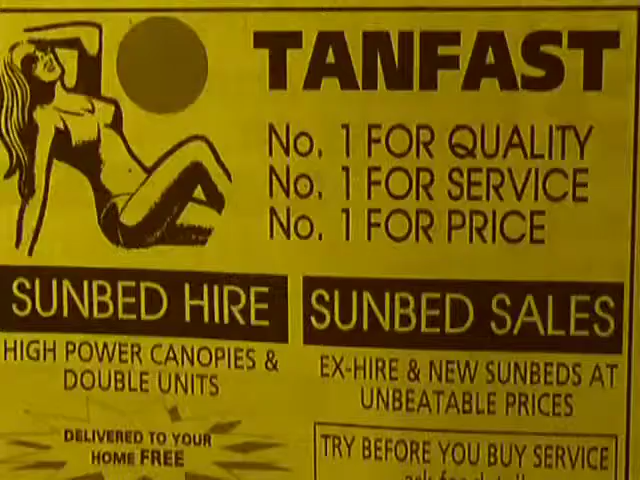 TANFAST
No. 1 FOR QUALITY
No. 1 FOR SERVICE
No. 1 FOR PRICE
SUNBED HIRE
HIGH POWER CANOPIES &
DOUBLE UNITS
DELIVERED TO YOUR
HOME FREE
SUNBED SALES
EX-HIRE & NEW SUNBEDS AT
UNBEATABLE PRICES
TRY BEFORE YOU BUY SERVICE